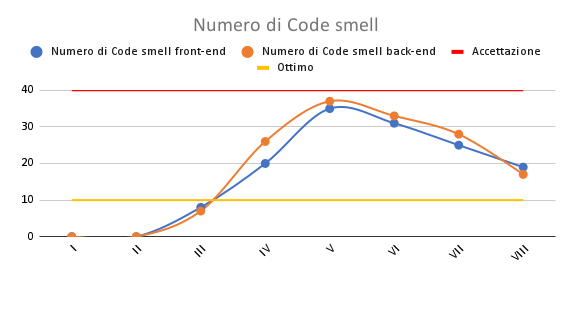 Numero di Code smell
Numero di Code smell front-end Numero di Code smell back-end Accettazione
Ottimo
40
30
20
10
0
I II III IV V VI VII VIII